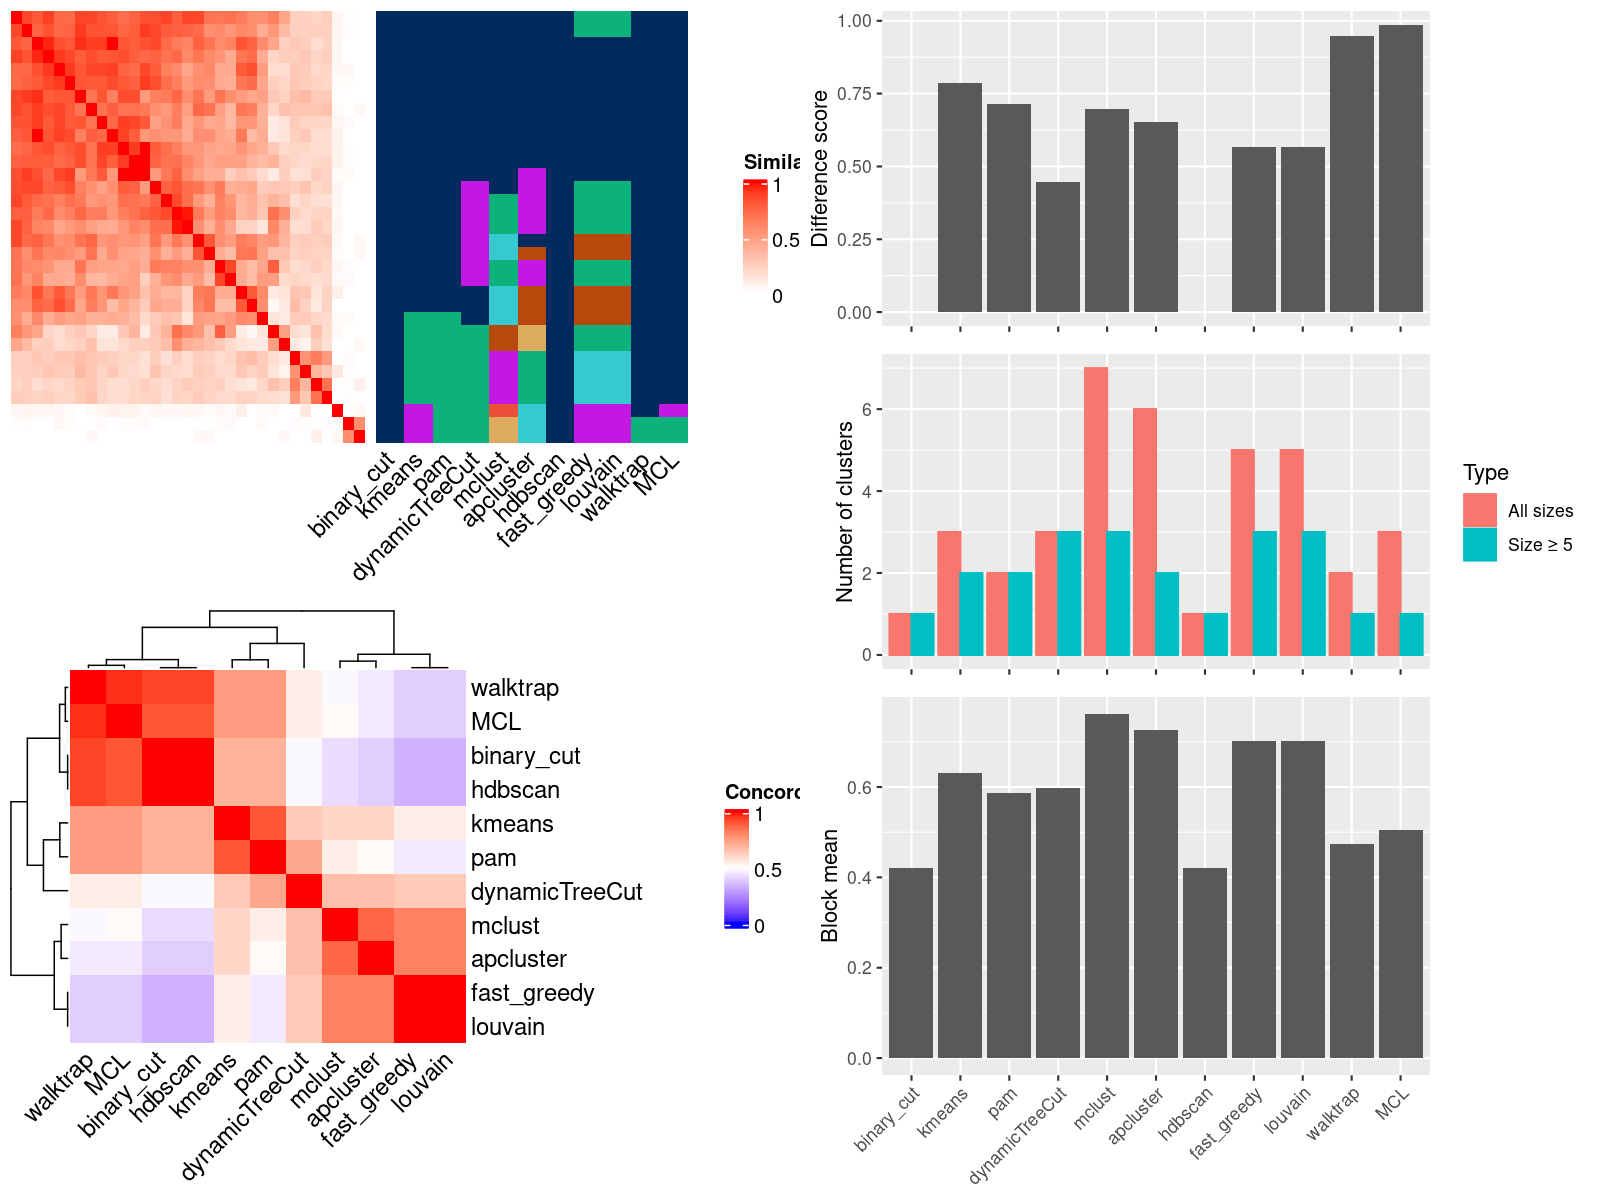 Simila
1
0.5
0
binary_cut
kmeans
pam
dynamicTreeCut
mclust
apcluster
hdbscan
fast_greedy
louvain
walktrap
MCL
walktrap
MCL
binary_cut
hdbscan
kmeans
pam
dynamicTreeCut
mclust
apcluster
fast_greedy
louvain
Concord
1
0.5
0
walktrap
MCL
binary_cut
hdbscan
kmeans
pam
dynamicTreeCut
mclust
apcluster
fast_greedy
louvain
Difference score
1.00
0.75
0.50
0.25
0.00
Number of clusters
6
4
2
0
Type
All sizes
Size ≥ 5
Block mean
0.6
0.4
0.2
0.0
binary_cut
kmeans
pam
dynamicTreeCut
mclust
apcluster
hdbscan
fast_greedy
louvain
walktrap
MCL